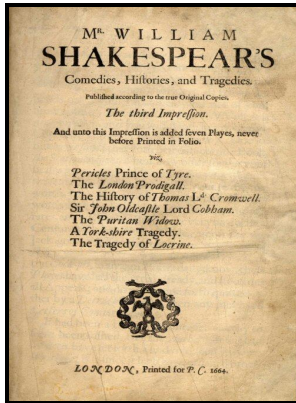 Mr. WILLIAM
SHAKESPEAR'S
Comedies, Hiſtories, and Tragedies.
Publiſhed according to the true Original Copies.
The third Impreſſion.
And unto this Impreſſion is added ſeven Playes, never
before Printed in Folio.
viz.
Pericles Prince of Tyre.
The London Prodigall.
The Hiſtory of Thomas Ld Cromwell.
Sir John Oldcaſtle Lord Cobham.
The Puritan Widow.
A York-ſhire Tragedy.
The Tragedy of Locrine.
LONDON, Printed for P. C. 1664.